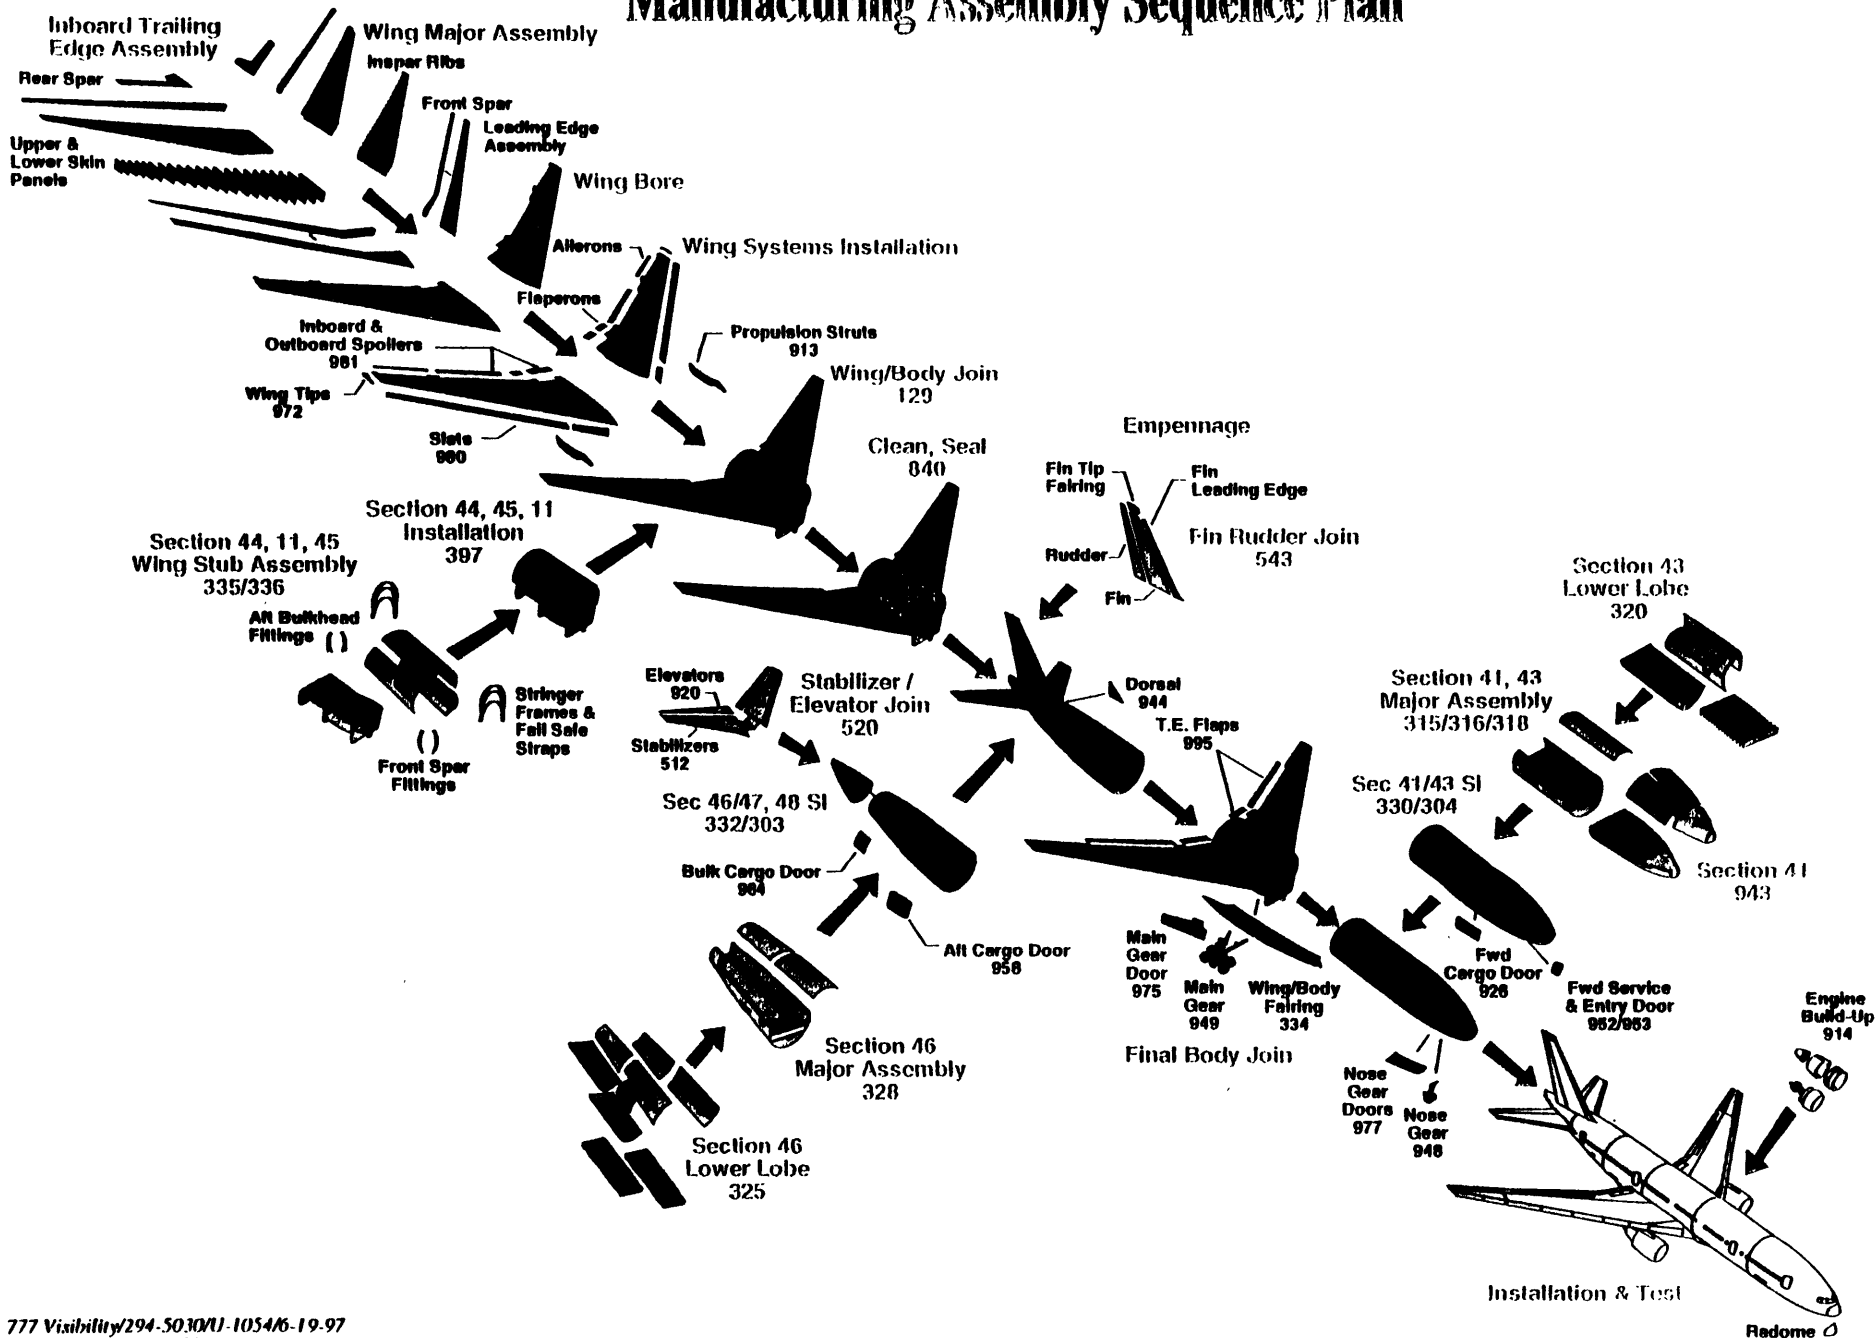 Manufacturing Assembly Sequence Plan
Inboard Trailing
Edge Assembly
Wing Major Assembly
Inspar Ribs
Rear Spar
Front Spar
Leading Edge
Assembly
Upper &
Lower Skin
Panels
Wing Bore
Ailerons
Wing Systems Installation
Flaperons
Inboard &
Outboard Spoilers
981
Propulsion Struts
913
Wing Tips
972
Wing/Body Join
129
Slats
980
Clean, Seal
840
Empennage
Fin Tip
Fairing
Fin
Leading Edge
Rudder
Fin Rudder Join
543
Fin
Section 44, 45, 11
Installation
397
Section 44, 11, 45
Wing Stub Assembly
335/336
Aft Bulkhead
Fittings
Stringer
Frames &
Fail Safe
Straps
Front Spar
Fittings
Elevators
920
Stabilizer /
Elevator Join
520
Stabilizers
512
Dorsal
944
T.E. Flaps
995
Section 43
Lower Lobe
320
Section 41, 43
Major Assembly
315/316/318
Sec 41/43 SI
330/304
Section 41
943
Sec 46/47, 48 SI
332/303
Bulk Cargo Door
964
Aft Cargo Door
958
Main
Gear
Door
975
Main
Gear
949
Wing/Body
Fairing
334
Fwd
Cargo Door
926
Fwd Service
& Entry Door
952/953
Final Body Join
Engine
Build-Up
914
Section 46
Major Assembly
328
Nose
Gear
Doors
977
Nose
Gear
948
Section 46
Lower Lobe
325
Installation & Test
Radome
777 Visibility/294-5030/U-1054/6-19-97